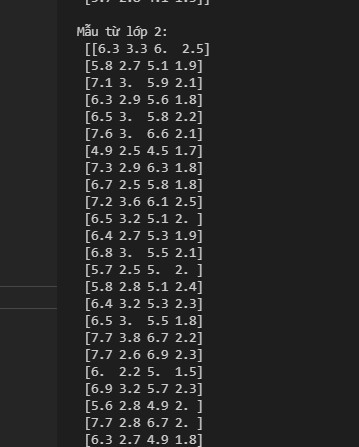 Mẫu từ lớp 2:
[[6.3 3.3 6.  2.5]
[5.8 2.7 5.1 1.9]
[7.1 3.  5.9 2.1]
[6.3 2.9 5.6 1.8]
[6.5 3.  5.8 2.2]
[7.6 3.  6.6 2.1]
[4.9 2.5 4.5 1.7]
[7.3 2.9 6.3 1.8]
[6.7 2.5 5.8 1.8]
[7.2 3.6 6.1 2.5]
[6.5 3.2 5.1 2. ]
[6.4 2.7 5.3 1.9]
[6.8 3.  5.5 2.1]
[5.7 2.5 5.  2. ]
[5.8 2.8 5.1 2.4]
[6.4 3.2 5.3 2.3]
[6.5 3.  5.5 1.8]
[7.7 3.8 6.7 2.2]
[7.7 2.6 6.9 2.3]
[6.  2.2 5.  1.5]
[6.9 3.2 5.7 2.3]
[5.6 2.8 4.9 2. ]
[7.7 2.8 6.7 2. ]
[6.3 2.7 4.9 1.8]